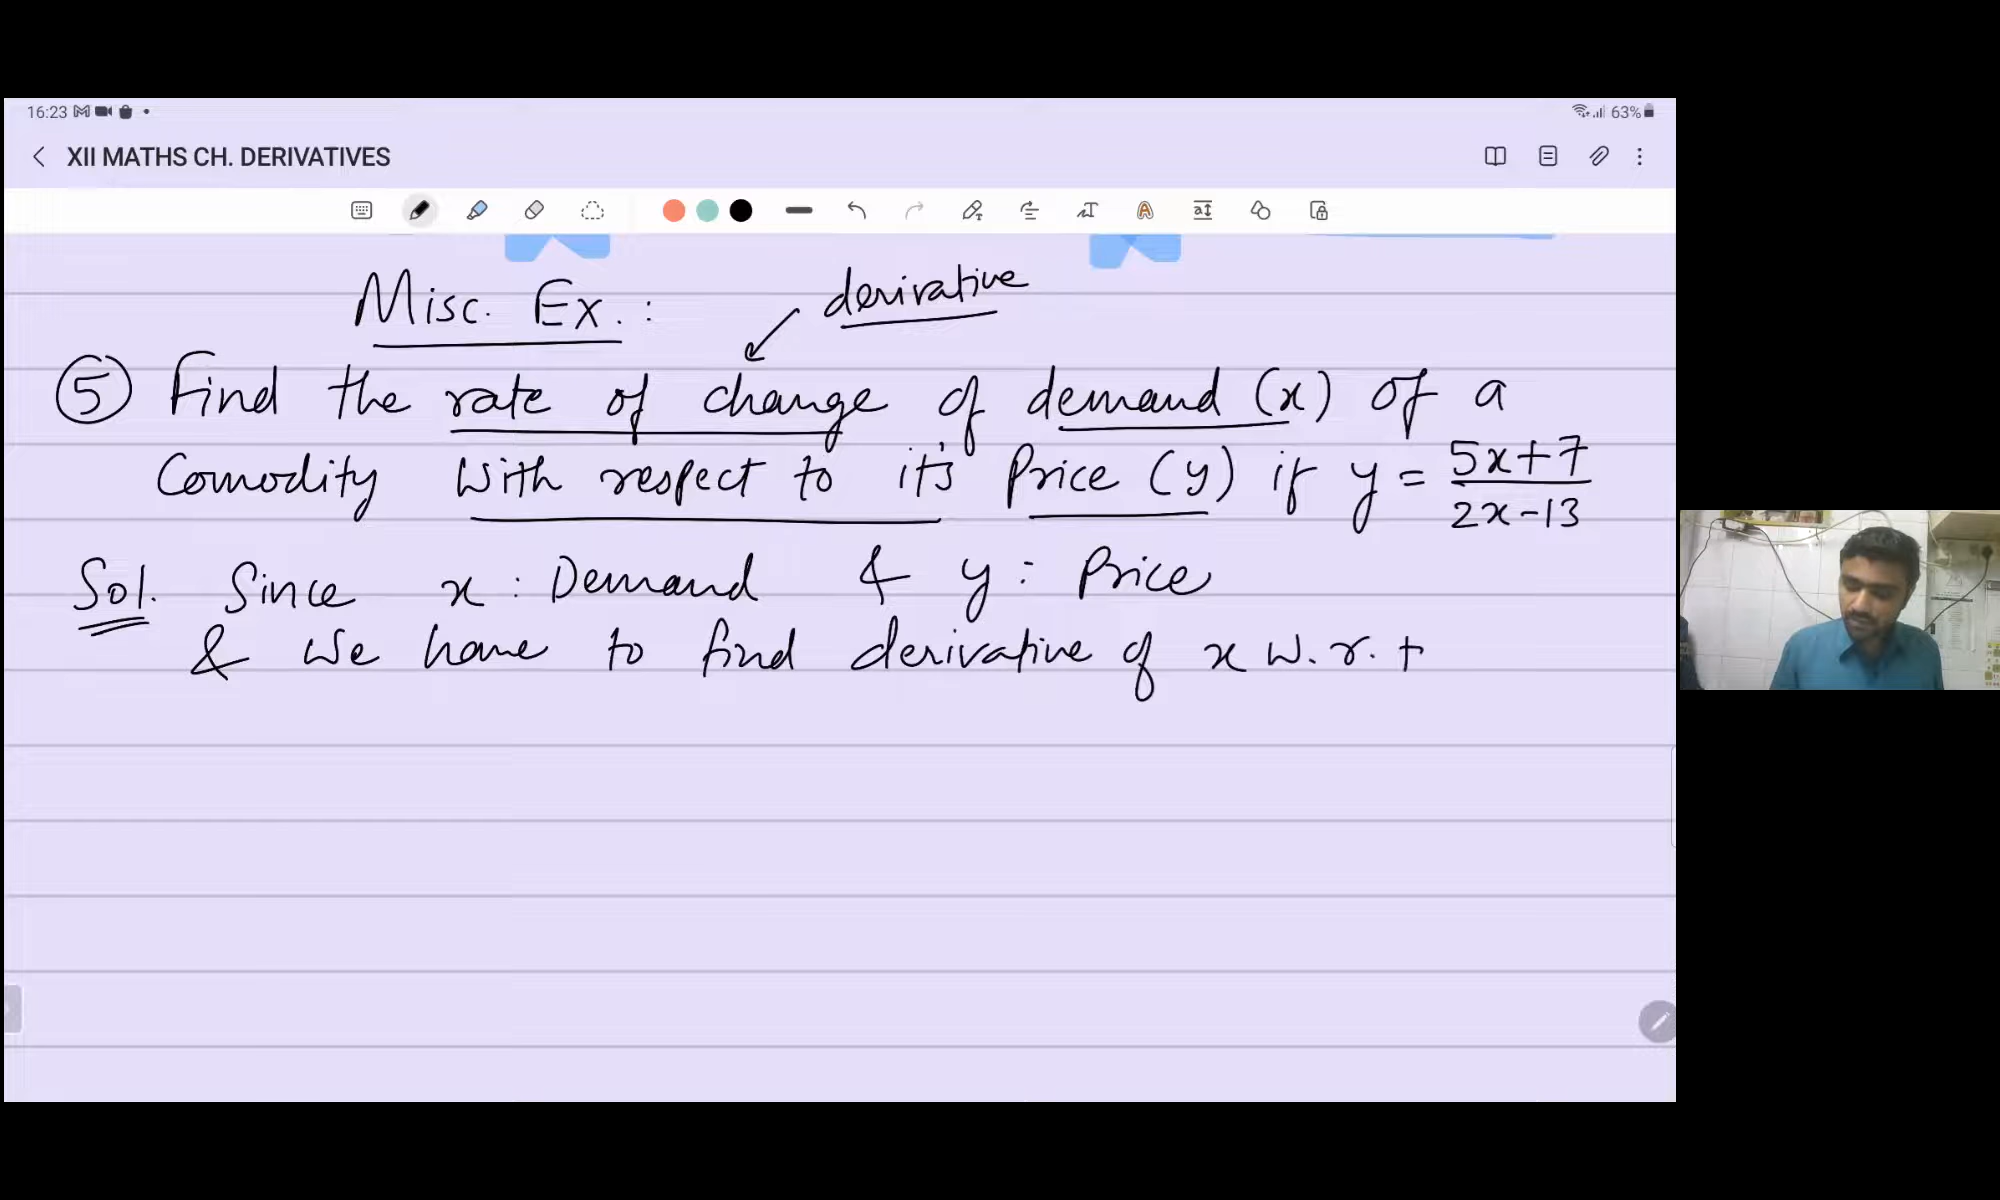 16:23
63%
XII MATHS CH. DERIVATIVES
Misc. Ex. :
derivative
⑤ Find the rate of change of demand (x) of a
Comodity with respect to it's Price (y) if y = (5x+7)/(2x-13)
Sol. Since x : Demand & y : Price
& we have to find derivative of x w.r.t